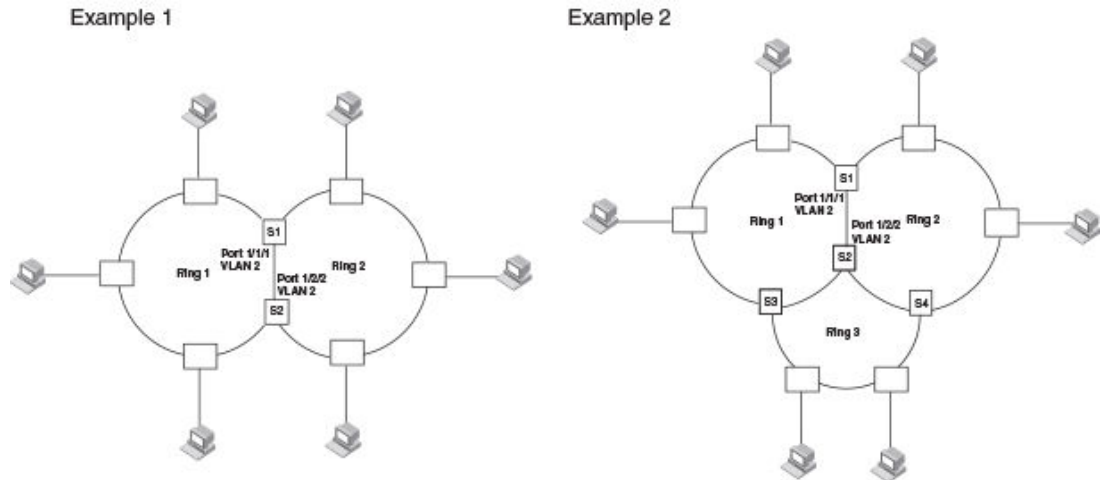 Example 1
S1
Port 1/1/1
VLAN 2
Ring 1
Ring 2
Port 1/2/2
VLAN 2
S2
Example 2
S1
Port 1/1/1
VLAN 2
Ring 1
Ring 2
Port 1/2/2
VLAN 2
S2
S3
S4
Ring 3